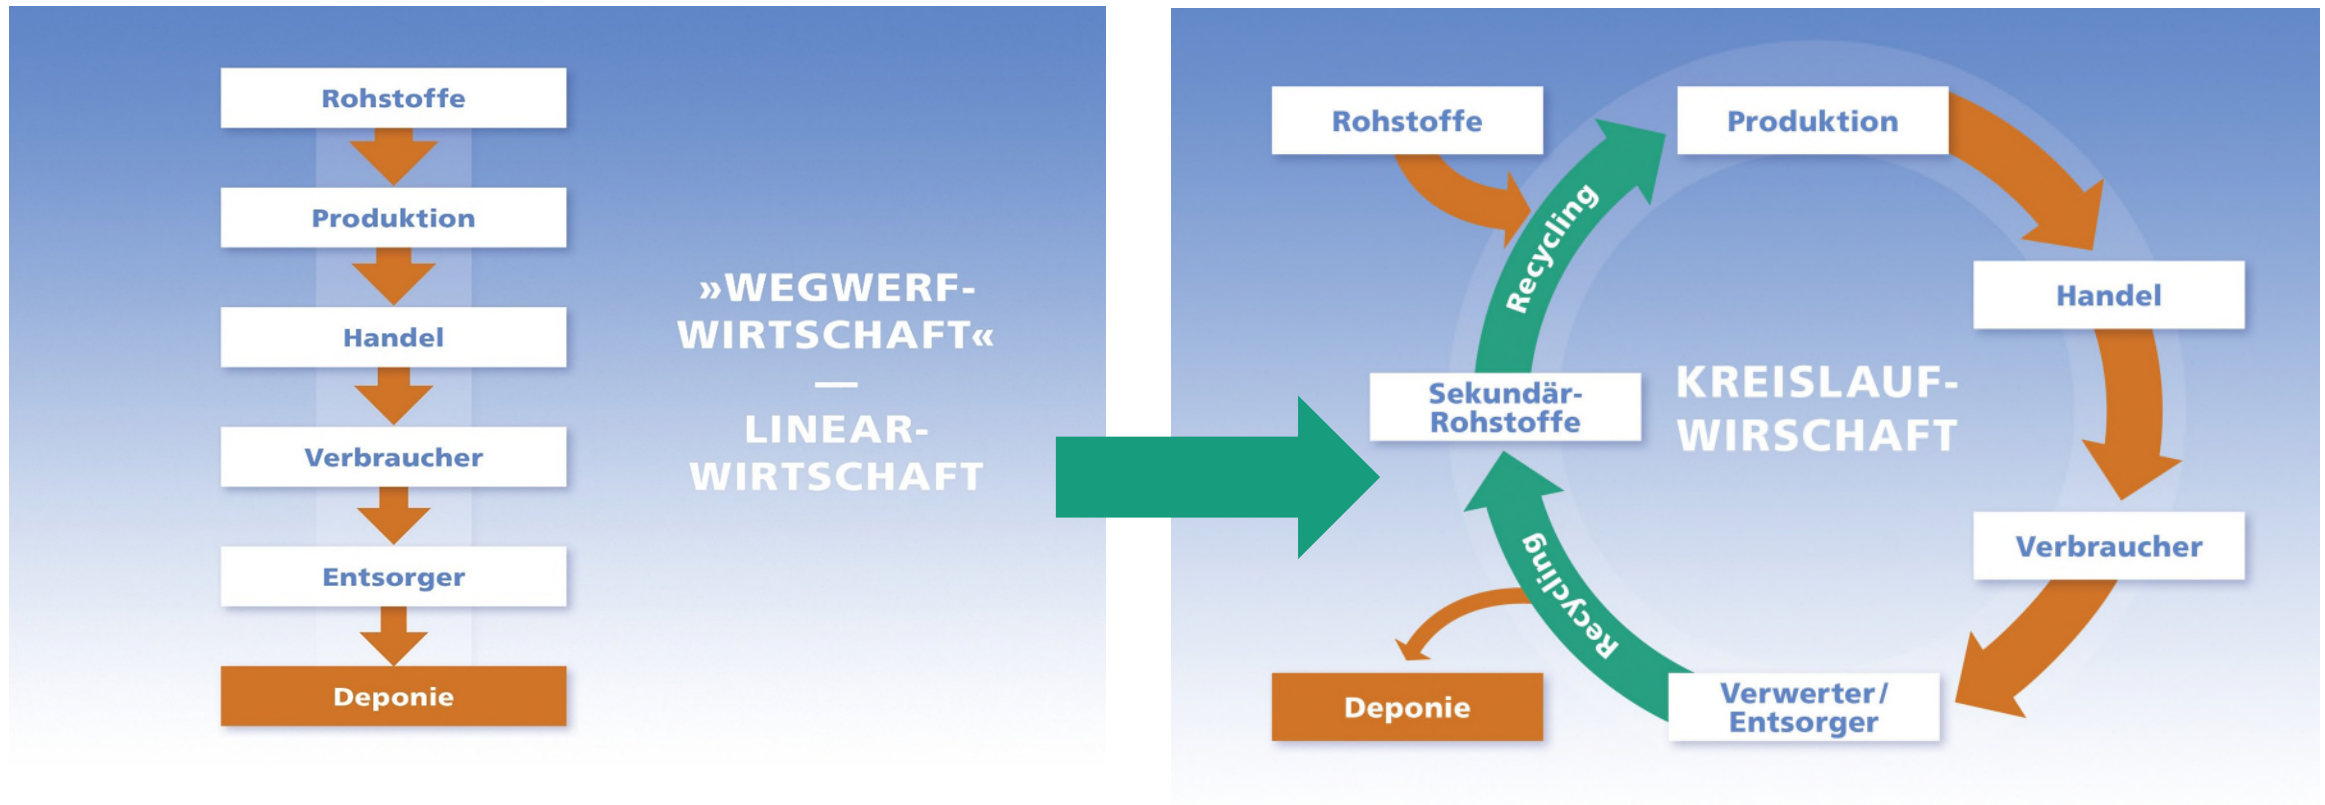 Rohstoffe
Produktion
Handel
Verbraucher
Entsorger
Deponie
»WEGWERF-
WIRTSCHAFT«
—
LINEAR-
WIRTSCHAFT
Rohstoffe
Produktion
Recycling
Handel
Sekundär-
Rohstoffe
KREISLAUF-
WIRSCHAFT
Verbraucher
Recycling
Verwerter/
Entsorger
Deponie